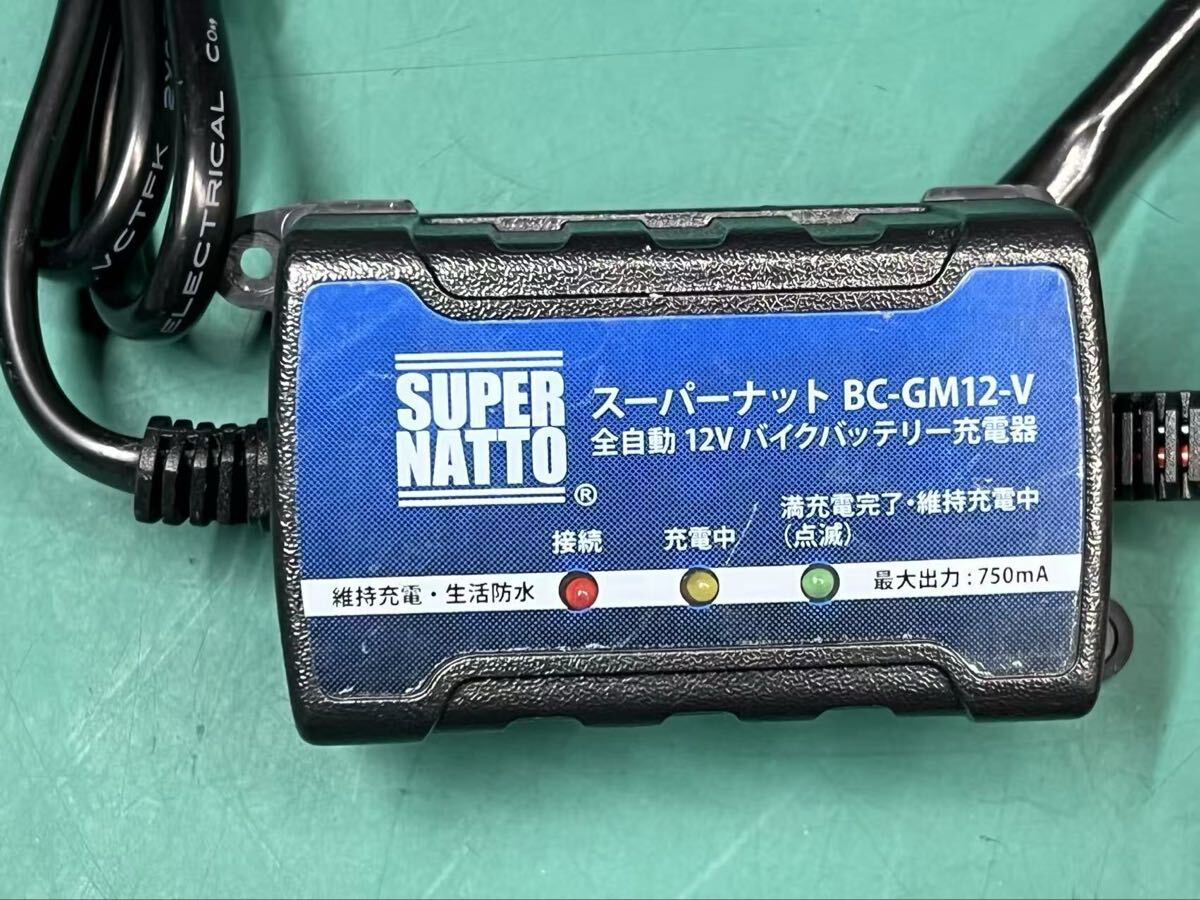 VCTFK 2×0
ELECTRICAL Co
SUPER
NATTO
®
スーパーナット BC-GM12-V
全自動 12V バイクバッテリー充電器
接続
充電中
満充電完了・維持充電中
(点滅)
維持充電・生活防水
最大出力:750mA